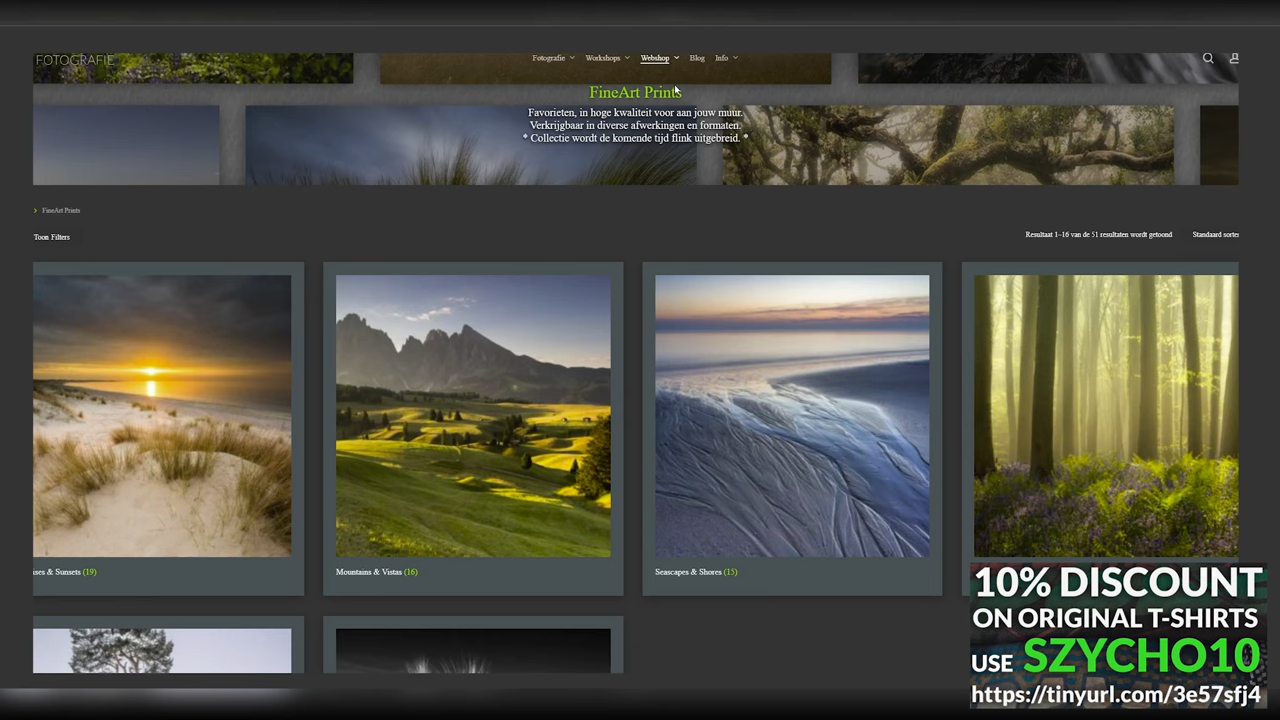 FOTOGRAFIE
Fotografie Workshops Webshop Blog Info
FineArt Prints
Favorieten, in hoge kwaliteit voor aan jouw muur.
Verkrijgbaar in diverse afwerkingen en formaten.
* Collectie wordt de komende tijd flink uitgebreid. *
FineArt Prints
Toon Filters
Resultaat 1–16 van de 51 resultaten wordt getoond
Standaard sorter
ises & Sunsets (19)
Mountains & Vistas (16)
Seascapes & Shores (15)
10% DISCOUNT
ON ORIGINAL T-SHIRTS
USE SZYCHO10
https://tinyurl.com/3e57sfj4